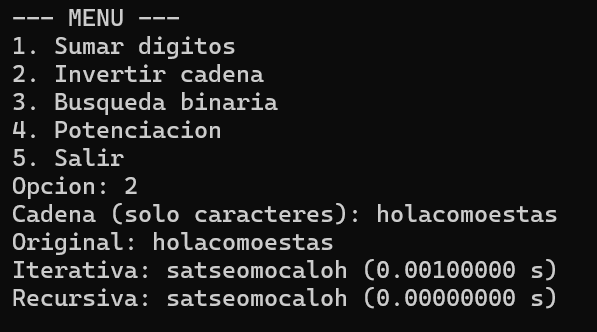 --- MENU ---
1. Sumar digitos
2. Invertir cadena
3. Busqueda binaria
4. Potenciacion
5. Salir
Opcion: 2
Cadena (solo caracteres): holacomoestas
Original: holacomoestas
Iterativa: satseomocaloh (0.00100000 s)
Recursiva: satseomocaloh (0.00000000 s)